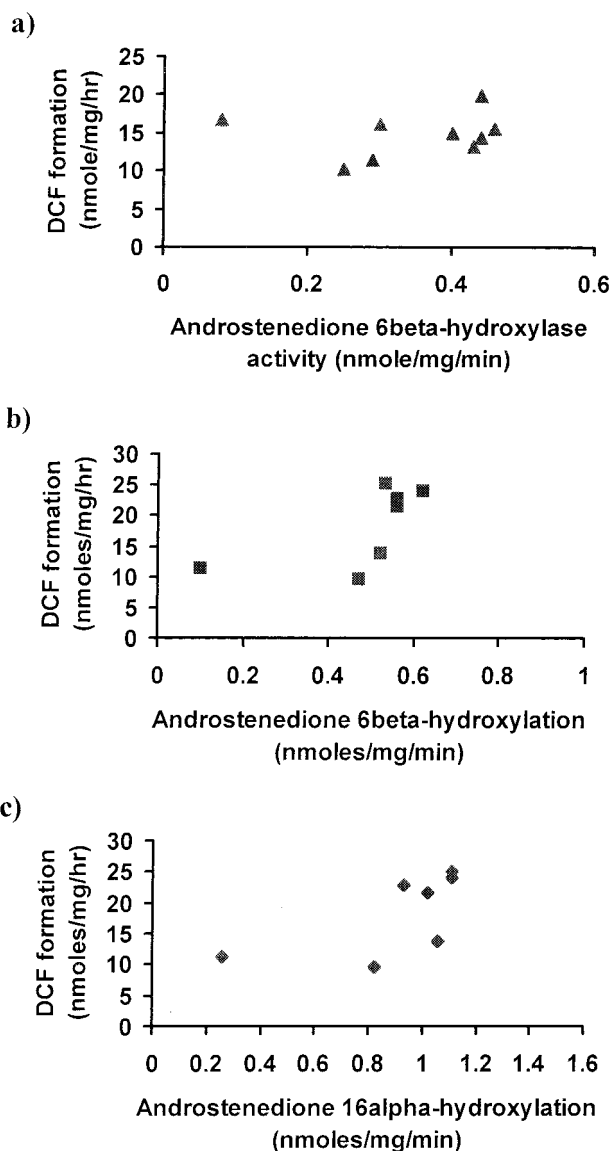 a)
DCF formation
(nmole/mg/hr)
25
20
15
10
5
0
0 0.2 0.4 0.6
Androstenedione 6beta-hydroxylase
activity (nmole/mg/min)
b)
DCF formation
(nmoles/mg/hr)
30
25
20
15
10
5
0
0 0.2 0.4 0.6 0.8 1
Androstenedione 6beta-hydroxylation
(nmoles/mg/min)
c)
DCF formation
(nmoles/mg/hr)
30
25
20
15
10
5
0
0 0.2 0.4 0.6 0.8 1 1.2 1.4 1.6
Androstenedione 16alpha-hydroxylation
(nmoles/mg/min)